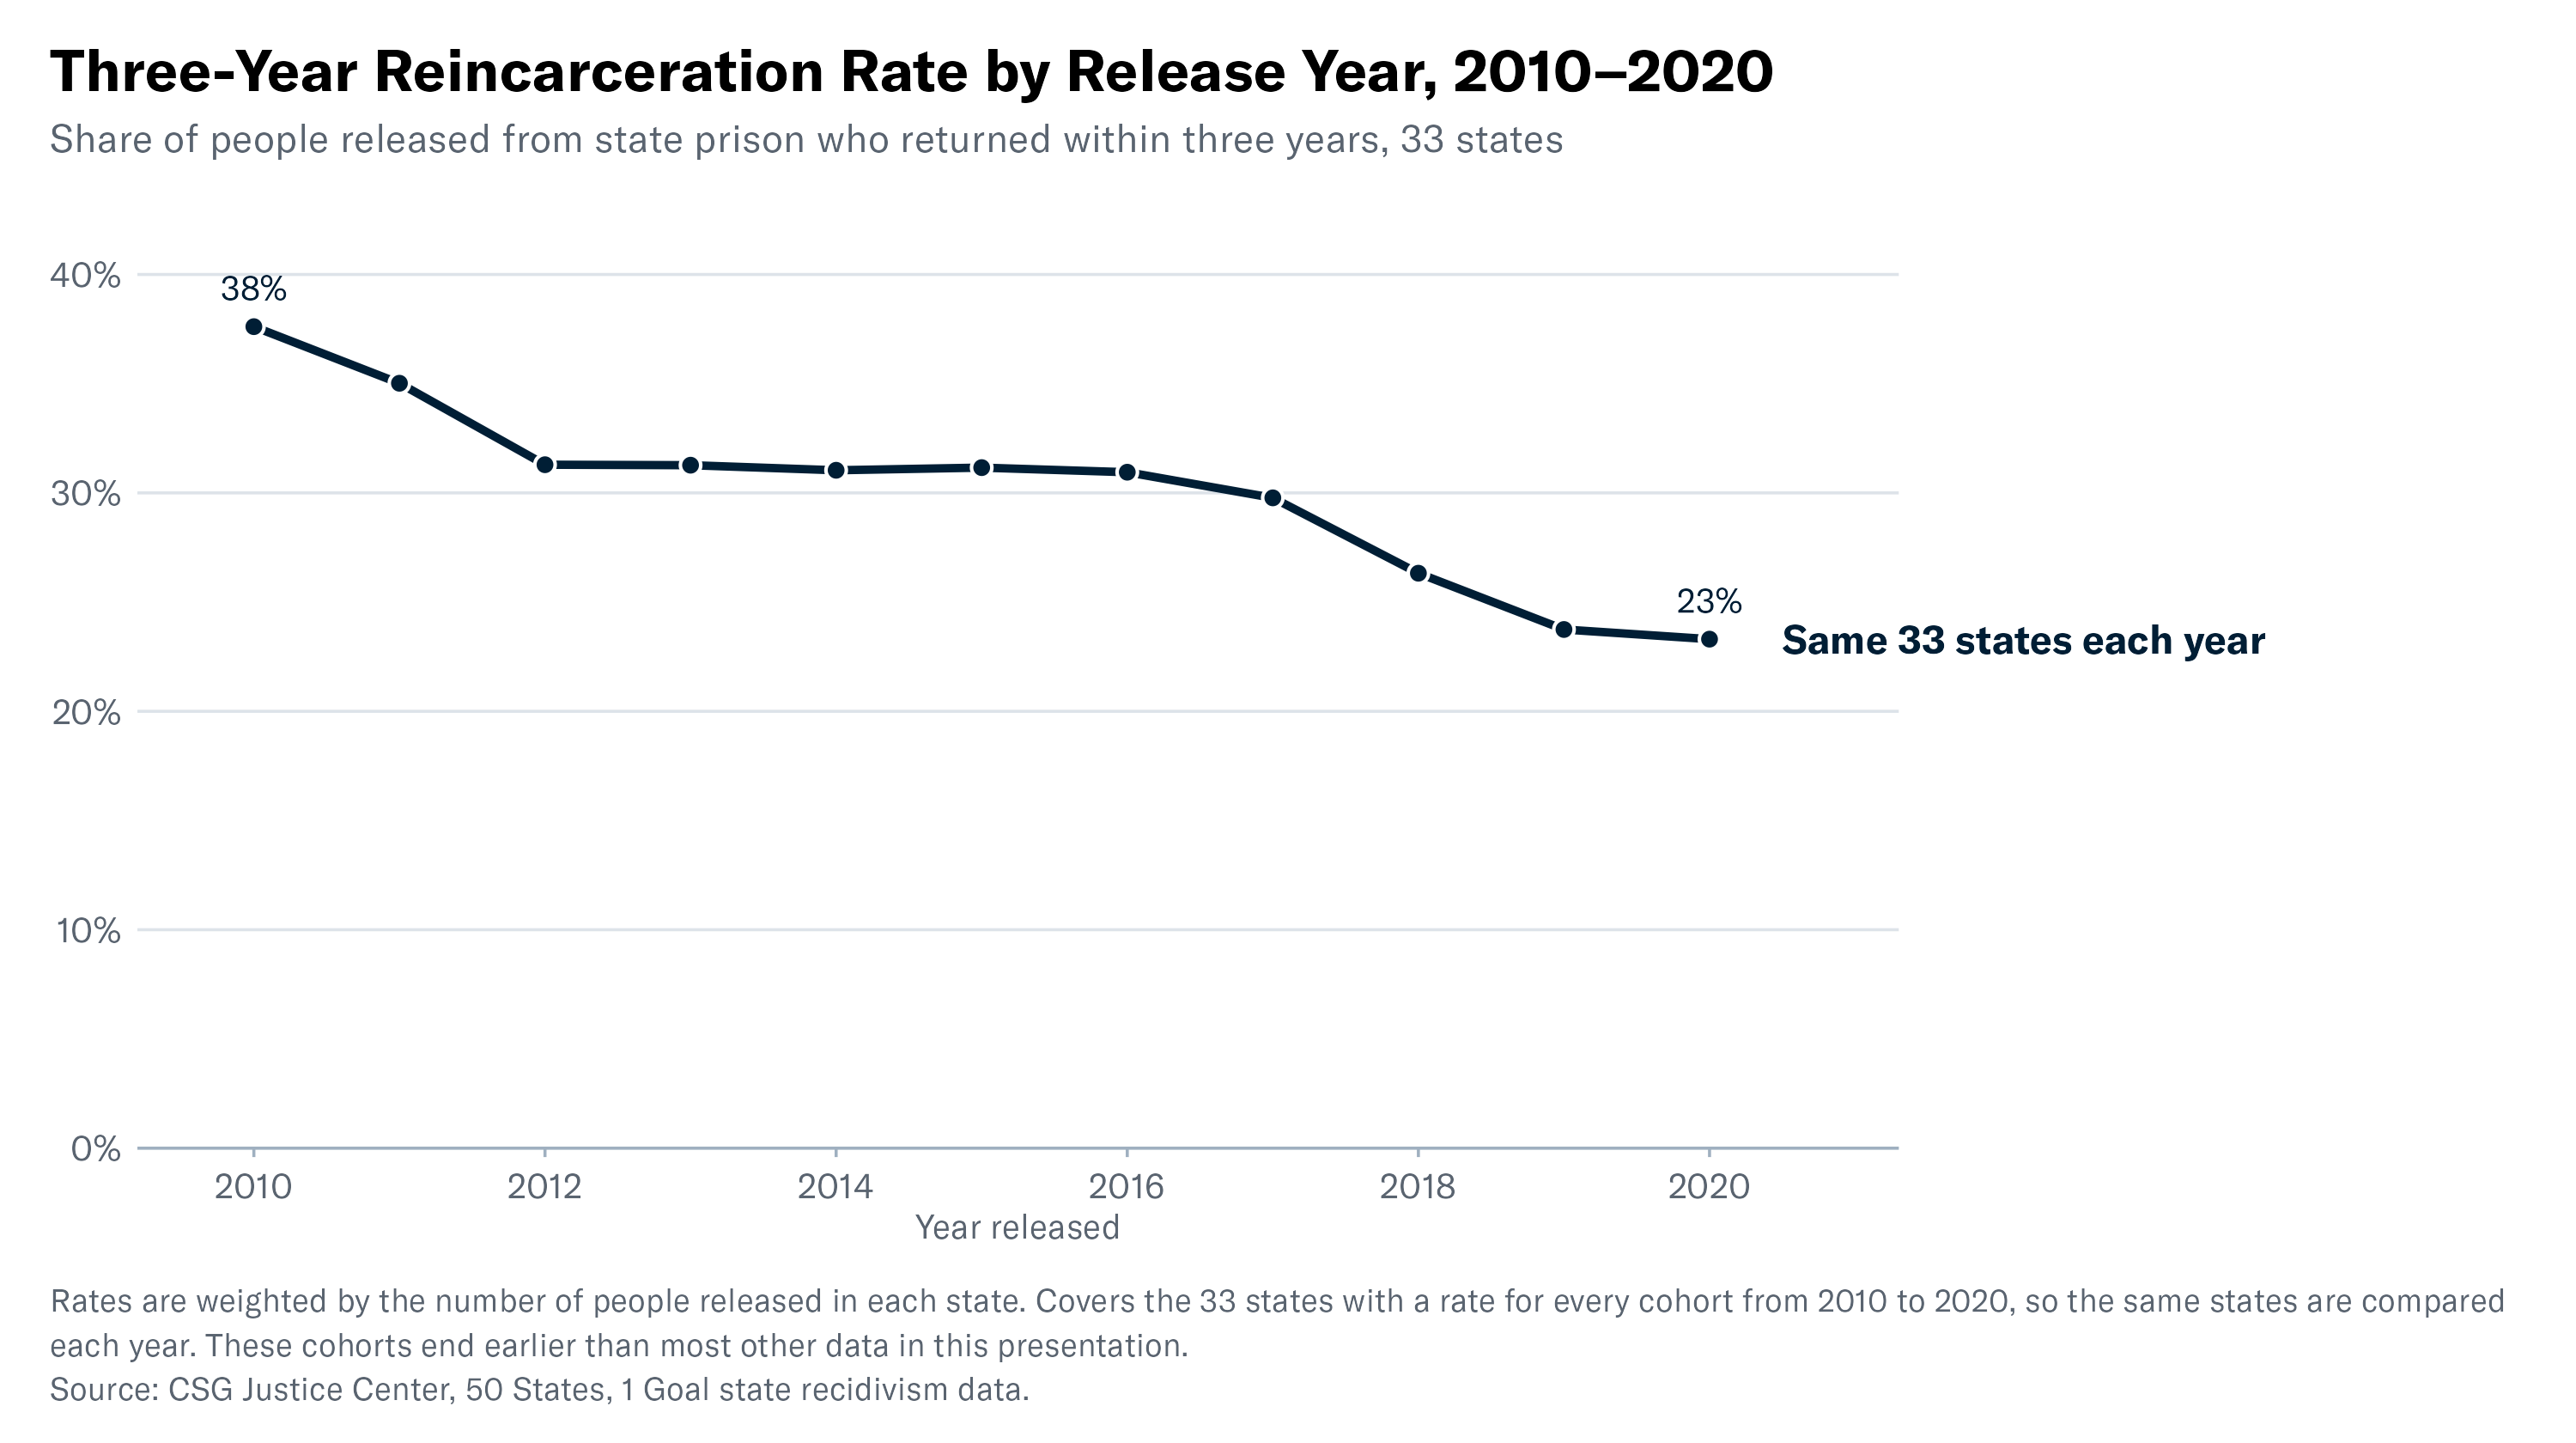 Three-Year Reincarceration Rate by Release Year, 2010–2020
Share of people released from state prison who returned within three years, 33 states
40%
38%
30%
23%
Same 33 states each year
20%
10%
0%
2010 2012 2014 2016 2018 2020
Year released
Rates are weighted by the number of people released in each state. Covers the 33 states with a rate for every cohort from 2010 to 2020, so the same states are compared
each year. These cohorts end earlier than most other data in this presentation.
Source: CSG Justice Center, 50 States, 1 Goal state recidivism data.